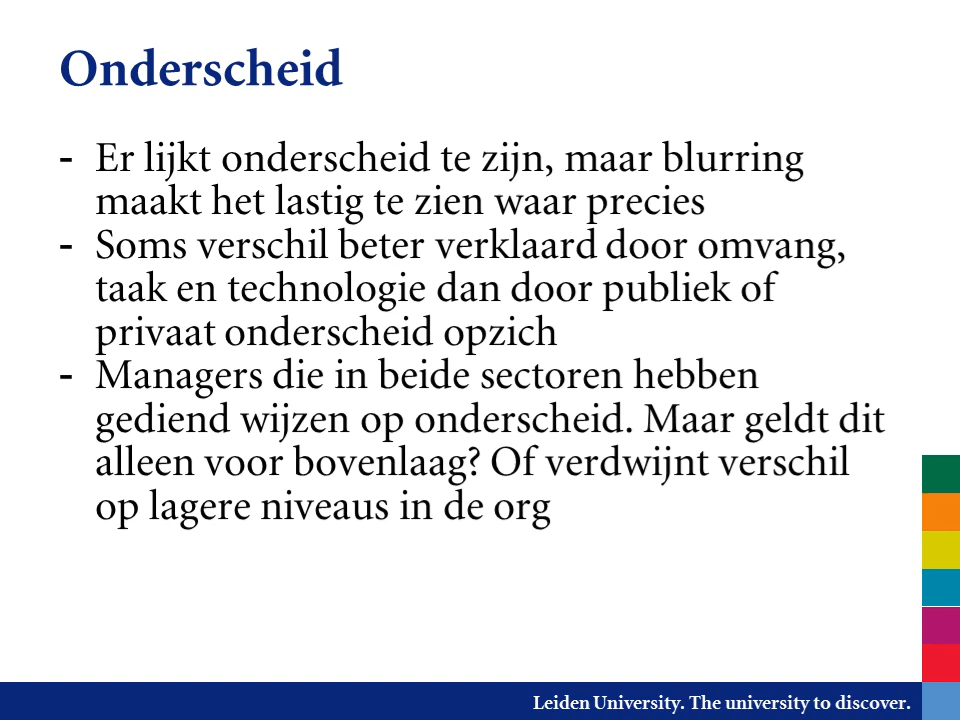 Onderscheid
- Er lijkt onderscheid te zijn, maar blurring
maakt het lastig te zien waar precies
- Soms verschil beter verklaard door omvang,
taak en technologie dan door publiek of
privaat onderscheid opzich
- Managers die in beide sectoren hebben
gediend wijzen op onderscheid. Maar geldt dit
alleen voor bovenlaag? Of verdwijnt verschil
op lagere niveaus in de org
Leiden University. The university to discover.